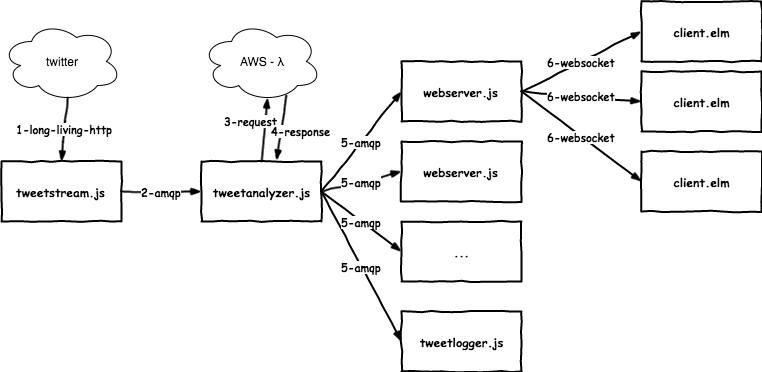 twitter
AWS - λ
client.elm
6-websocket
webserver.js
6-websocket
client.elm
3-request
1-long-living-http
4-response
6-websocket
5-amqp
webserver.js
client.elm
5-amqp
tweetstream.js
2-amqp
tweetanalyzer.js
5-amqp
...
5-amqp
tweetlogger.js